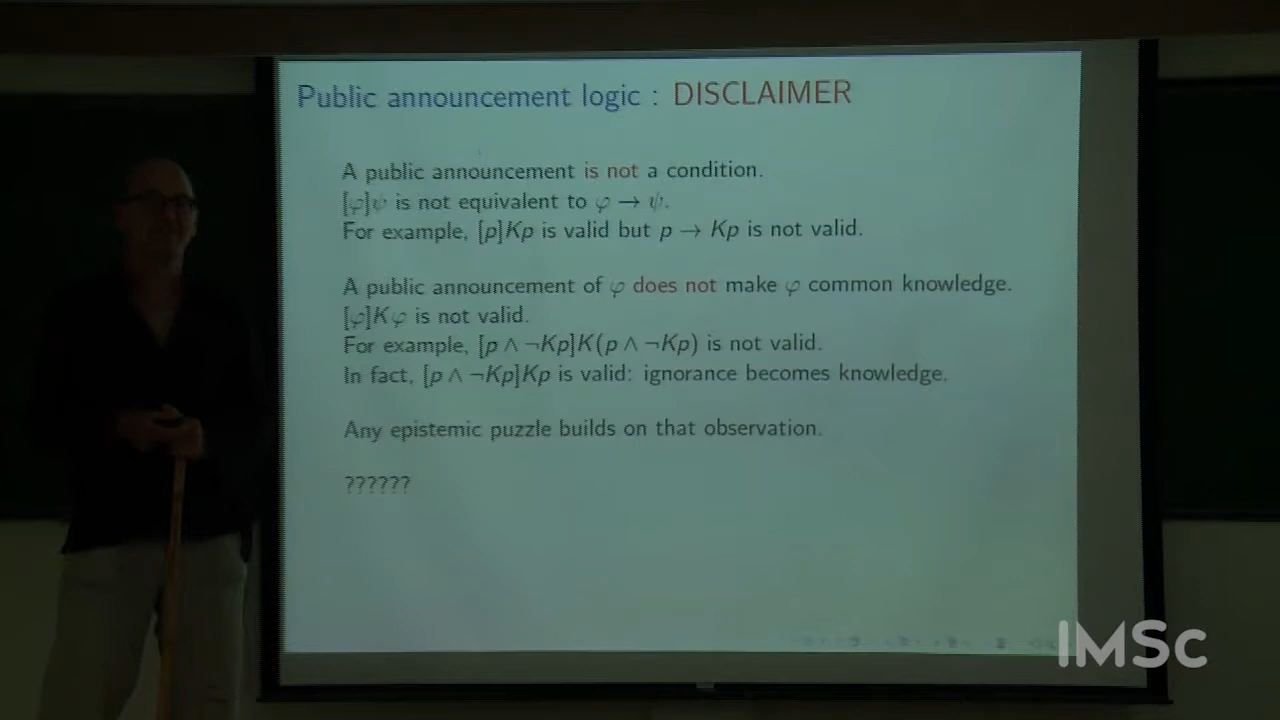 Public announcement logic : DISCLAIMER
A public announcement is not a condition.
[φ]ψ is not equivalent to φ → ψ.
For example, [p]Kp is valid but p → Kp is not valid.
A public announcement of φ does not make φ common knowledge.
[φ]Kφ is not valid.
For example, [p ∧ ¬Kp]K(p ∧ ¬Kp) is not valid.
In fact, [p ∧ ¬Kp]Kp is valid: ignorance becomes knowledge.
Any epistemic puzzle builds on that observation.
??????
IMSc